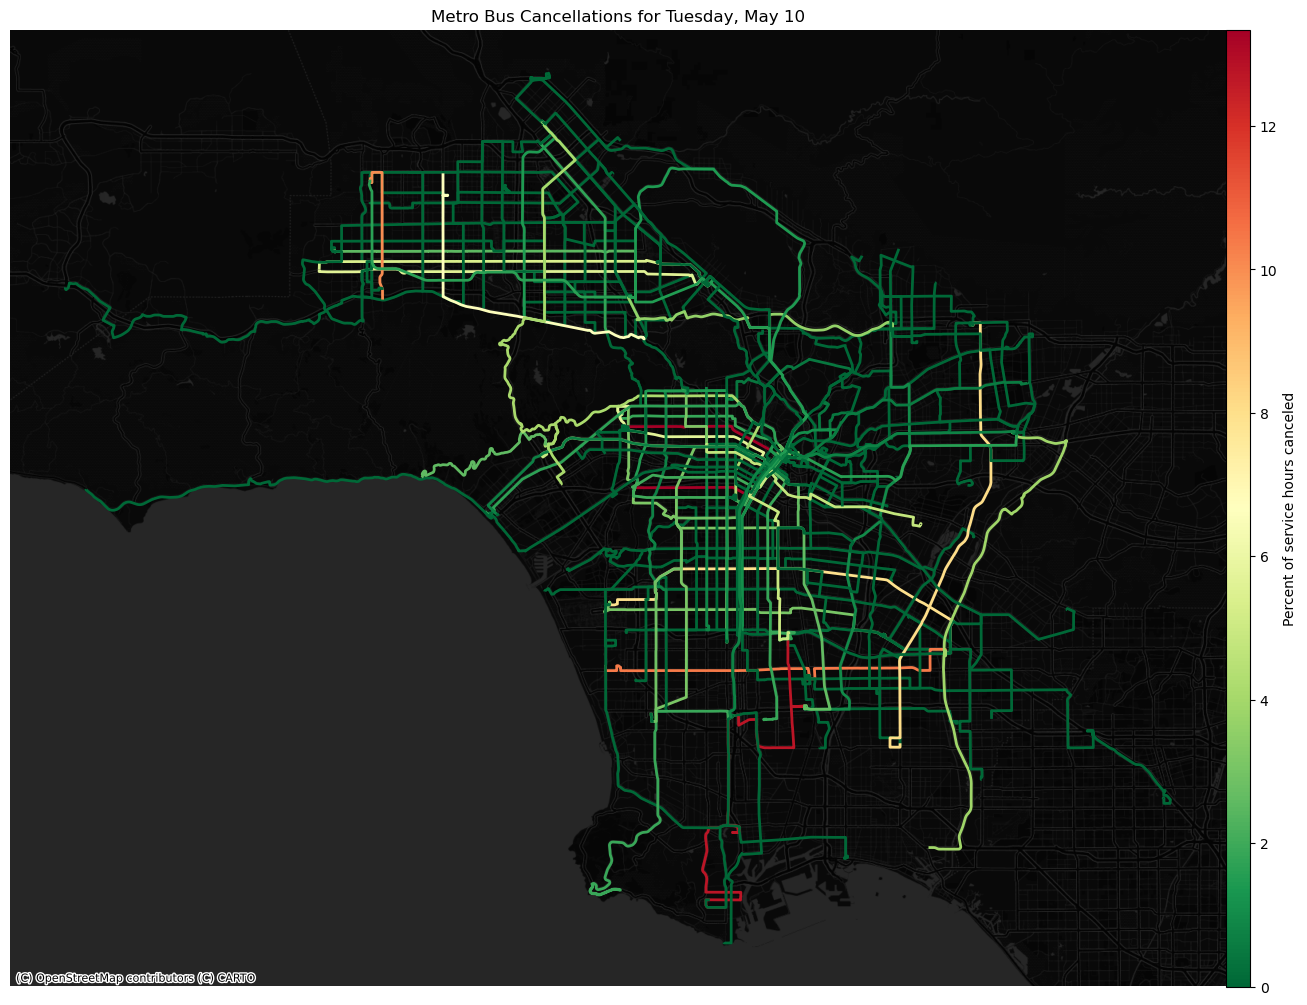 Metro Bus Cancellations for Tuesday, May 10
12
10
8
6
4
2
0
Percent of service hours canceled
(C) OpenStreetMap contributors (C) CARTO